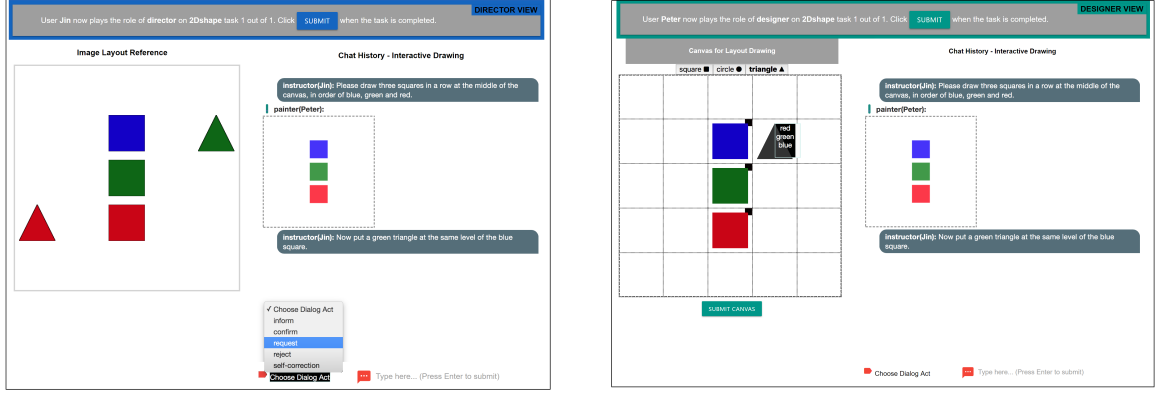 DIRECTOR VIEW
User Jin now plays the role of director on 2Dshape task 1 out of 1. Click SUBMIT when the task is completed.
Image Layout Reference
Chat History - Interactive Drawing
instructor(Jin): Please draw three squares in a row at the middle of the
canvas, in order of blue, green and red.
painter(Peter):
instructor(Jin): Now put a green triangle at the same level of the blue
square.
✓ Choose Dialog Act
inform
confirm
request
reject
self-correction
Choose Dialog Act
Type here... (Press Enter to submit)
DESIGNER VIEW
User Peter now plays the role of designer on 2Dshape task 1 out of 1. Click SUBMIT when the task is completed.
Canvas for Layout Drawing
square ■ circle ● triangle ▲
red
green
blue
SUBMIT CANVAS
Chat History - Interactive Drawing
instructor(Jin): Please draw three squares in a row at the middle of the
canvas, in order of blue, green and red.
painter(Peter):
instructor(Jin): Now put a green triangle at the same level of the blue
square.
Choose Dialog Act
Type here... (Press Enter to submit)